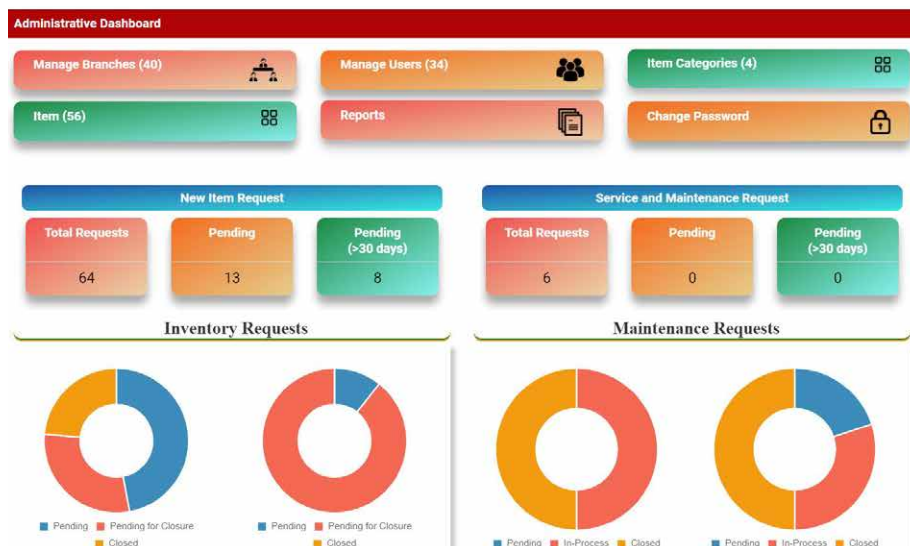 Administrative Dashboard
Manage Branches (40)
Manage Users (34)
Item Categories (4)
Item (56)
Reports
Change Password
New Item Request
Total Requests
64
Pending
13
Pending
(>30 days)
8
Service and Maintenance Request
Total Requests
6
Pending
0
Pending
(>30 days)
0
Inventory Requests
Pending Pending for Closure
Closed
Pending Pending for Closure
Closed
Maintenance Requests
Pending In-Process Closed
Pending In-Process Closed